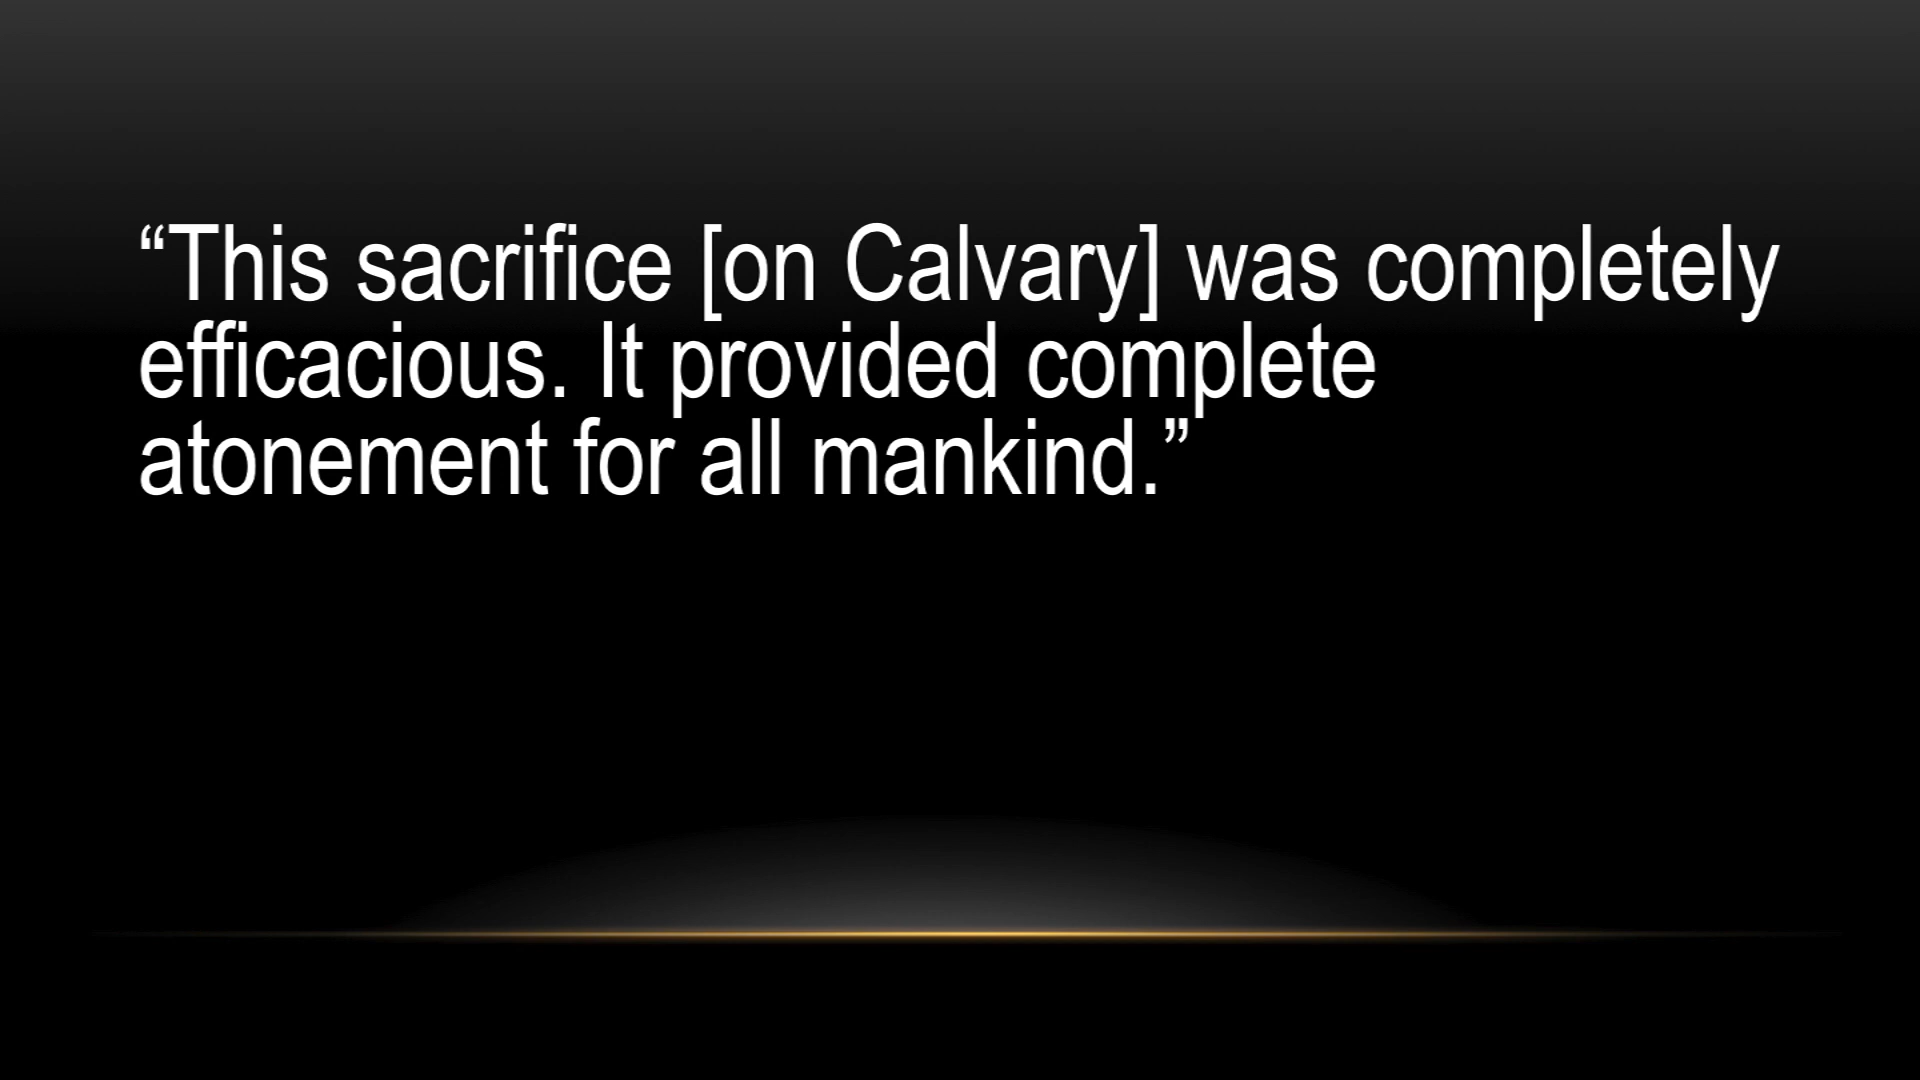 “This sacrifice [on Calvary] was completely
efficacious. It provided complete
atonement for all mankind.”